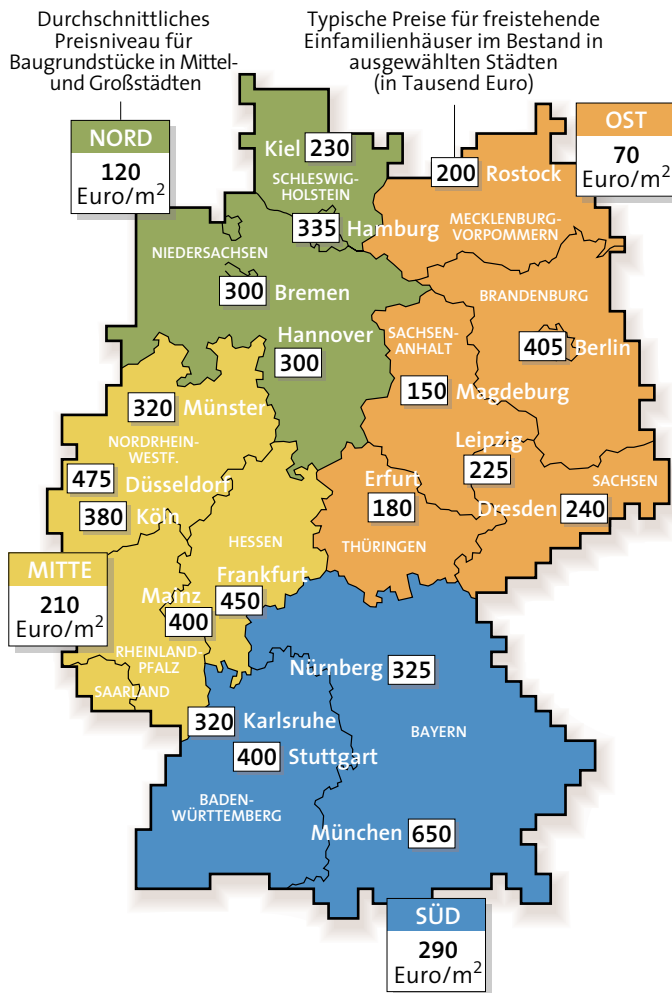 Durchschnittliches
Preisniveau für
Baugrundstücke in Mittel-
und Großstädten
Typische Preise für freistehende
Einfamilienhäuser im Bestand in
ausgewählten Städten
(in Tausend Euro)
NORD
120
Euro/m²
OST
70
Euro/m²
Kiel 230
SCHLESWIG-
HOLSTEIN
200 Rostock
MECKLENBURG-
VORPOMMERN
335 Hamburg
NIEDERSACHSEN
300 Bremen
BRANDENBURG
Hannover
300
SACHSEN-
ANHALT
405 Berlin
150 Magdeburg
320 Münster
NORDRHEIN-
WESTF.
475 Düsseldorf
380 Köln
Leipzig
225
SACHSEN
Dresden 240
Erfurt
180
THÜRINGEN
HESSEN
MITTE
210
Euro/m²
Frankfurt
450
Mainz
400
RHEINLAND-
PFALZ
SAARLAND
Nürnberg 325
320 Karlsruhe
BAYERN
400 Stuttgart
BADEN-
WÜRTTEMBERG
München 650
SÜD
290
Euro/m²